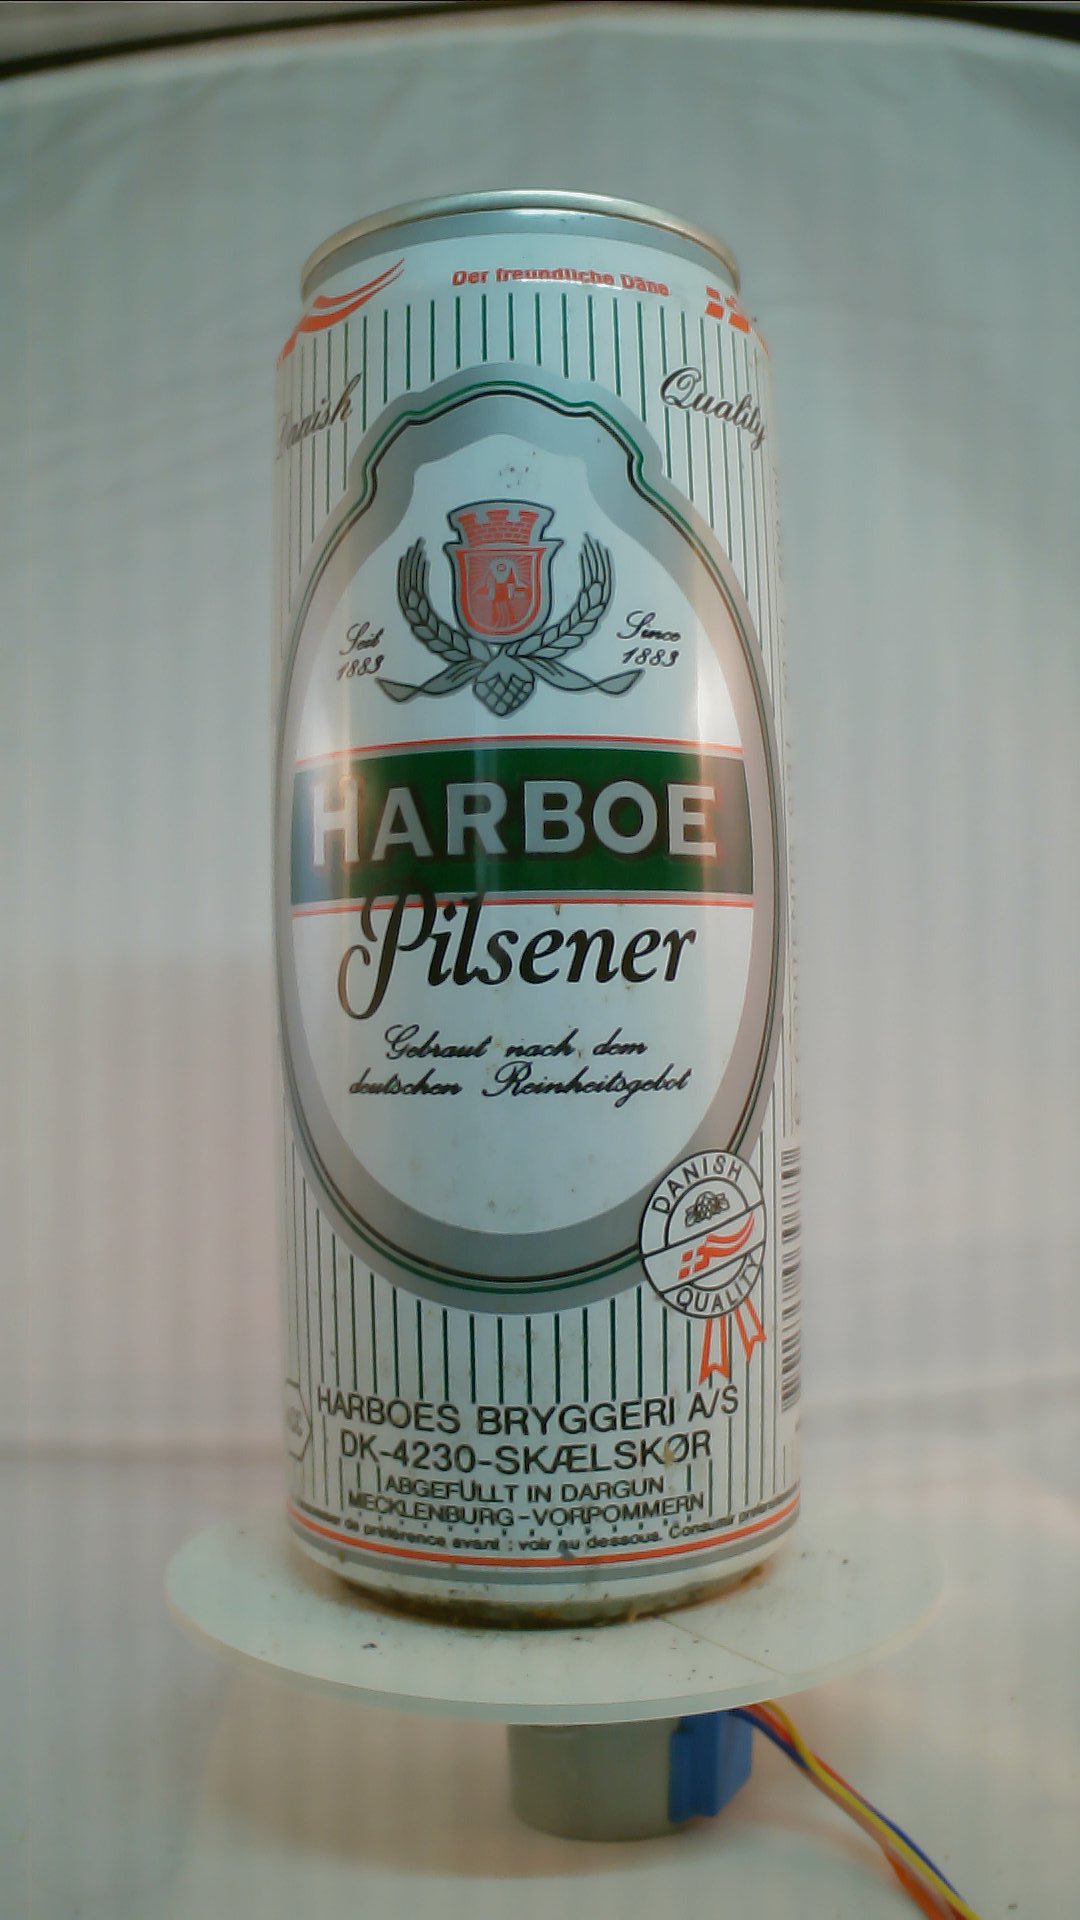 Der freundliche Däne
Danish Quality
Seit
1883
Since
1883
HARBOE
Pilsener
Gebraut nach dem
deutschen Reinheitsgebot
DANISH
QUALITY
HARBOES BRYGGERI A/S
DK-4230-SKÆLSKØR
ABGEFÜLLT IN DARGUN
MECKLENBURG-VORPOMMERN
de préférence avant : voir au dessous. Consumir